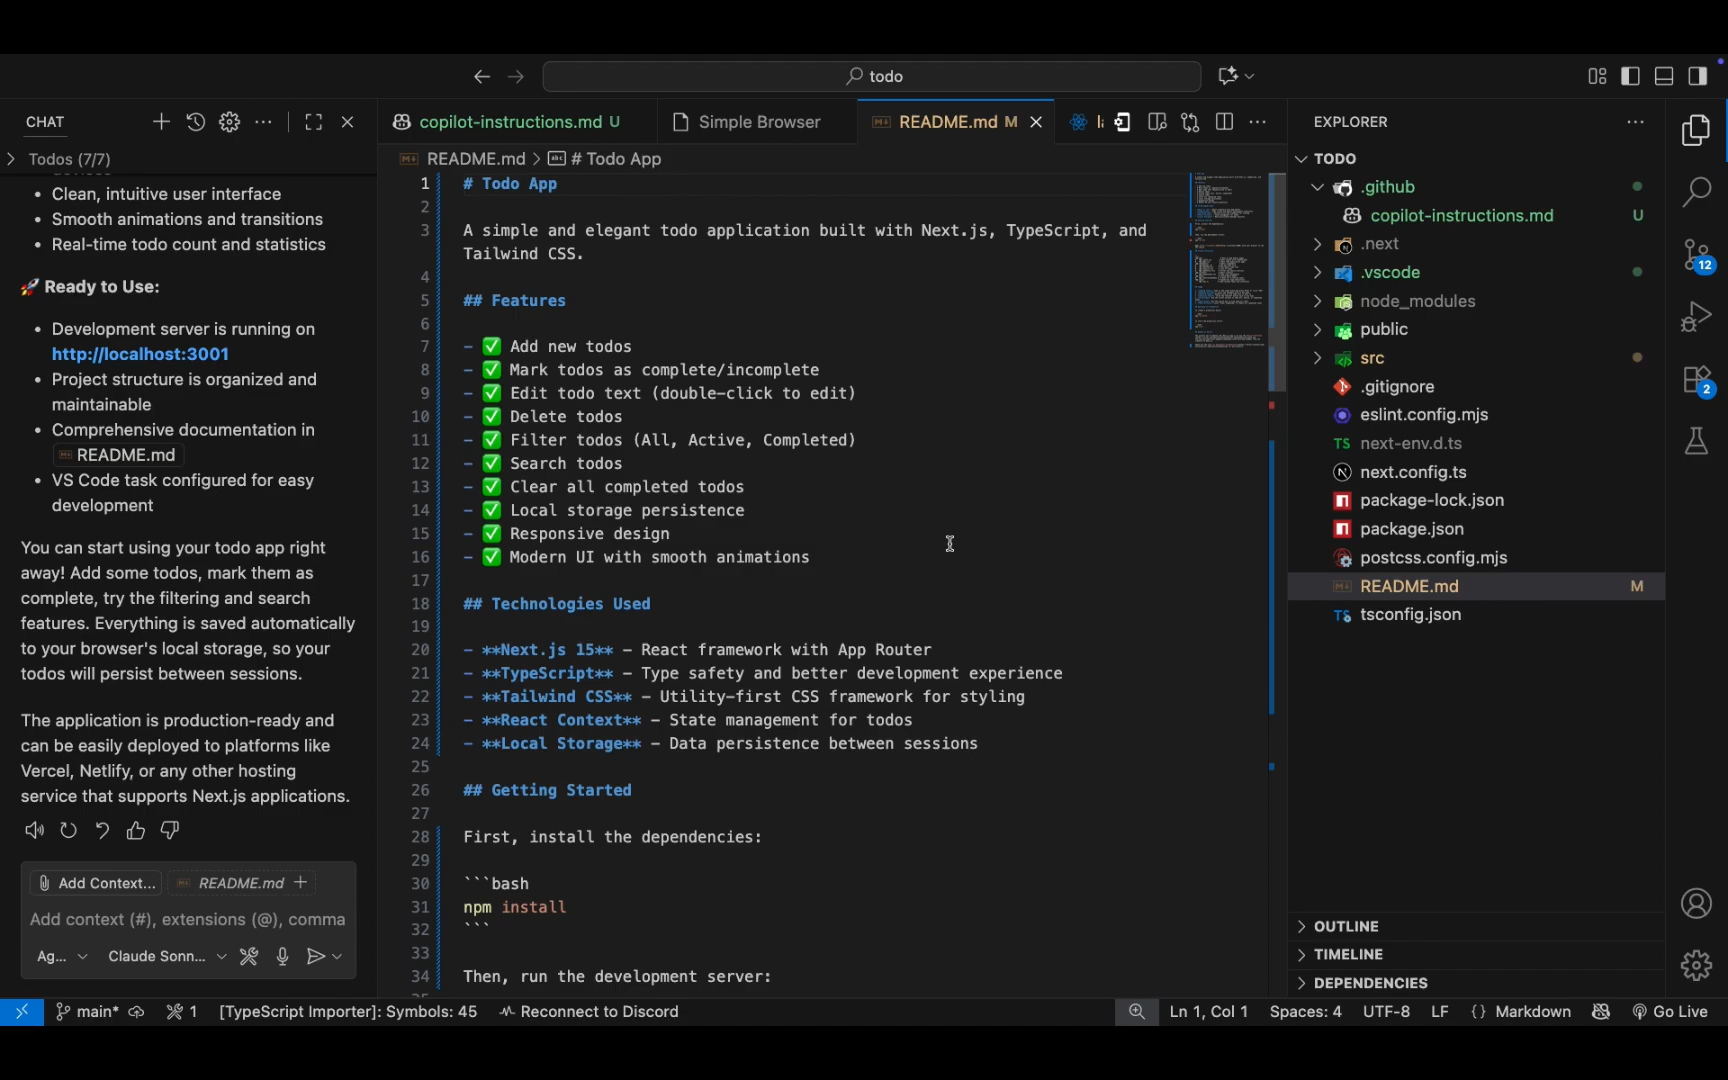 todo
CHAT
Todos (7/7)
• Clean, intuitive user interface
• Smooth animations and transitions
• Real-time todo count and statistics
🚀 Ready to Use:
• Development server is running on
http://localhost:3001
• Project structure is organized and
maintainable
• Comprehensive documentation in
README.md
• VS Code task configured for easy
development
You can start using your todo app right
away! Add some todos, mark them as
complete, try the filtering and search
features. Everything is saved automatically
to your browser's local storage, so your
todos will persist between sessions.
The application is production-ready and
can be easily deployed to platforms like
Vercel, Netlify, or any other hosting
service that supports Next.js applications.
Add Context... README.md +
Add context (#), extensions (@), comma
Ag... Claude Sonn...
copilot-instructions.md U Simple Browser README.md M
README.md > # Todo App
1 # Todo App
2
3 A simple and elegant todo application built with Next.js, TypeScript, and
Tailwind CSS.
4
5 ## Features
6
7 - ✅ Add new todos
8 - ✅ Mark todos as complete/incomplete
9 - ✅ Edit todo text (double-click to edit)
10 - ✅ Delete todos
11 - ✅ Filter todos (All, Active, Completed)
12 - ✅ Search todos
13 - ✅ Clear all completed todos
14 - ✅ Local storage persistence
15 - ✅ Responsive design
16 - ✅ Modern UI with smooth animations
17
18 ## Technologies Used
19
20 - **Next.js 15** - React framework with App Router
21 - **TypeScript** - Type safety and better development experience
22 - **Tailwind CSS** - Utility-first CSS framework for styling
23 - **React Context** - State management for todos
24 - **Local Storage** - Data persistence between sessions
25
26 ## Getting Started
27
28 First, install the dependencies:
29
30 ```bash
31 npm install
32 ```
33
34 Then, run the development server:
EXPLORER
TODO
.github
copilot-instructions.md U
.next
.vscode
node_modules
public
src
.gitignore
eslint.config.mjs
TS next-env.d.ts
next.config.ts
package-lock.json
package.json
postcss.config.mjs
README.md M
TS tsconfig.json
OUTLINE
TIMELINE
DEPENDENCIES
12
2
main* 1 [TypeScript Importer]: Symbols: 45 Reconnect to Discord Ln 1, Col 1 Spaces: 4 UTF-8 LF {} Markdown Go Live